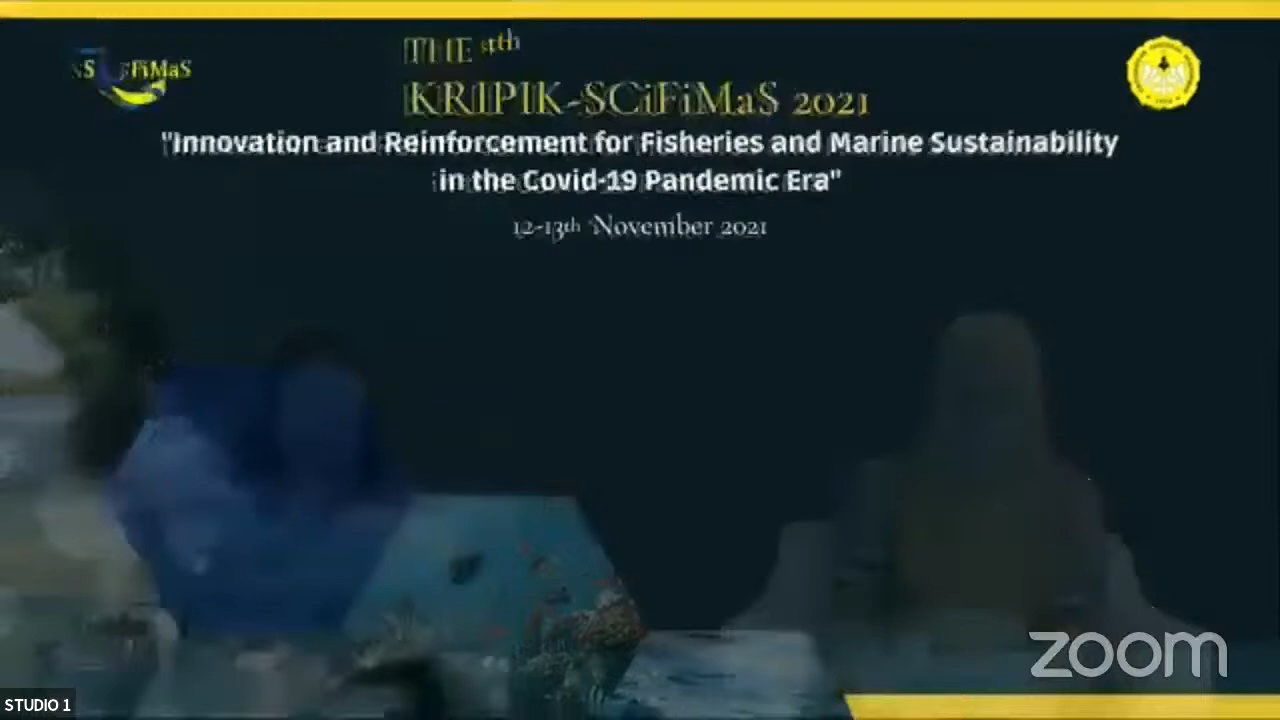 THE
KRIPIK-SCiFiMaS 2021
"Innovation and Reinforcement for Fisheries and Marine Sustainability
in the Covid-19 Pandemic Era"
12-13th November 2021
zoom
STUDIO 1